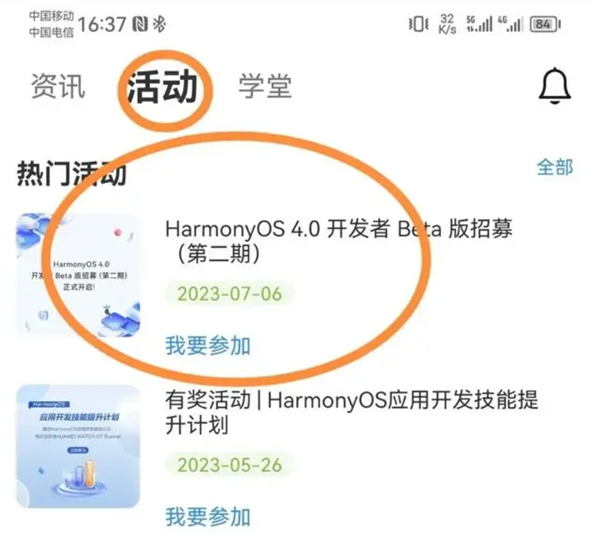 中国移动
中国电信
16:37
32
K/s
5G
4G
84
资讯 活动 学堂
热门活动
全部
HarmonyOS 4.0
开发者 Beta 版招募(第二期)
正式开启!
HarmonyOS 4.0 开发者 Beta 版招募
(第二期)
2023-07-06
我要参加
HarmonyOS
应用开发技能提升计划
有奖活动 | HarmonyOS应用开发技能提
升计划
2023-05-26
我要参加